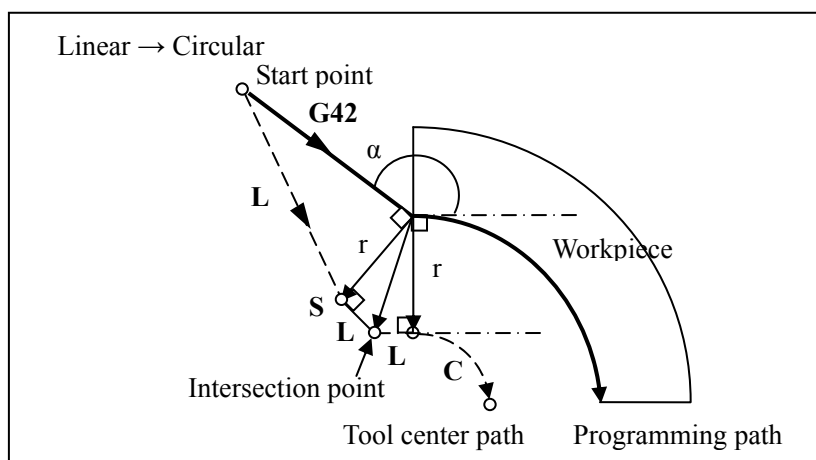 Linear → Circular
Start point
G42
α
L
r
Workpiece
r
S
L
L
Intersection point
C
Tool center path
Programming path